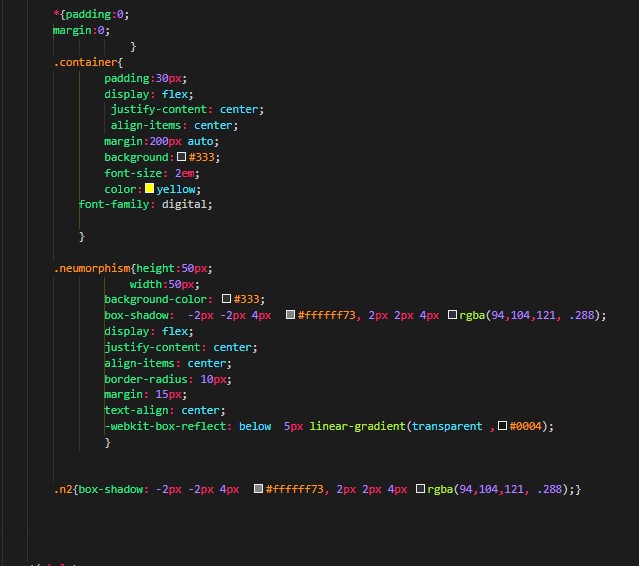 *{padding:0;
margin:0;
}
.container{
padding:30px;
display: flex;
justify-content: center;
align-items: center;
margin:200px auto;
background:#333;
font-size: 2em;
color:yellow;
font-family: digital;
}
.neumorphism{height:50px;
width:50px;
background-color: #333;
box-shadow: -2px -2px 4px #ffffff73, 2px 2px 4px rgba(94,104,121, .288);
display: flex;
justify-content: center;
align-items: center;
border-radius: 10px;
margin: 15px;
text-align: center;
-webkit-box-reflect: below 5px linear-gradient(transparent ,#0004);
}
.n2{box-shadow: -2px -2px 4px #ffffff73, 2px 2px 4px rgba(94,104,121, .288);}